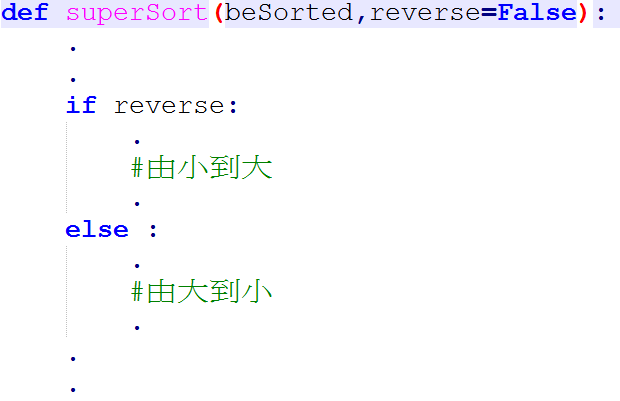 def superSort(beSorted,reverse=False):
.
.
if reverse:
.
#由小到大
.
else :
.
#由大到小
.
.
.